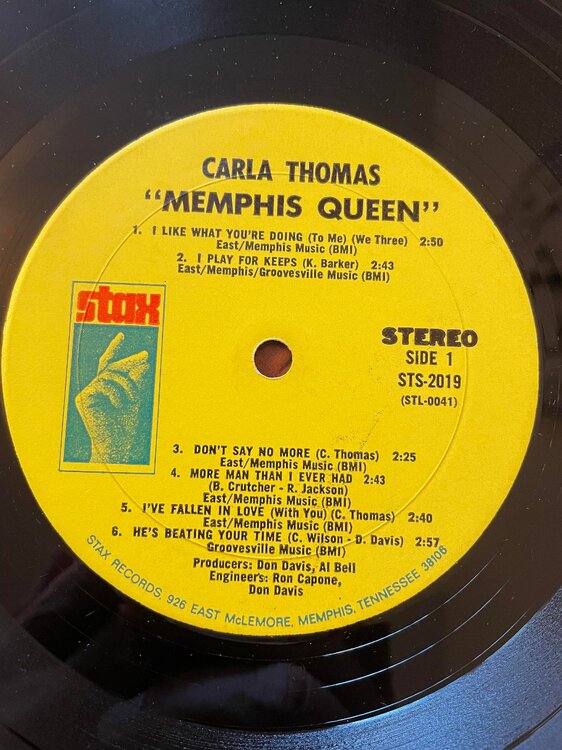 CARLA THOMAS
"MEMPHIS QUEEN"
1. I LIKE WHAT YOU'RE DOING (To Me) (We Three) 2:50
East/Memphis Music (BMI)
2. I PLAY FOR KEEPS (K. Barker) 2:43
East/Memphis/Groovesville Music (BMI)
stax
STEREO
SIDE 1
STS-2019
(STL-0041)
3. DON'T SAY NO MORE (C. Thomas) 2:25
East/Memphis Music (BMI)
4. MORE MAN THAN I EVER HAD 2:43
(B. Crutcher - R. Jackson)
East/Memphis Music (BMI)
5. I'VE FALLEN IN LOVE (With You) (C. Thomas) 2:40
East/Memphis Music (BMI)
6. HE'S BEATING YOUR TIME (C. Wilson - D. Davis) 2:57
Groovesville Music (BMI)
Producers: Don Davis, Al Bell
Engineers: Ron Capone,
Don Davis
STAX RECORDS, 926 EAST McLEMORE, MEMPHIS, TENNESSEE 38106